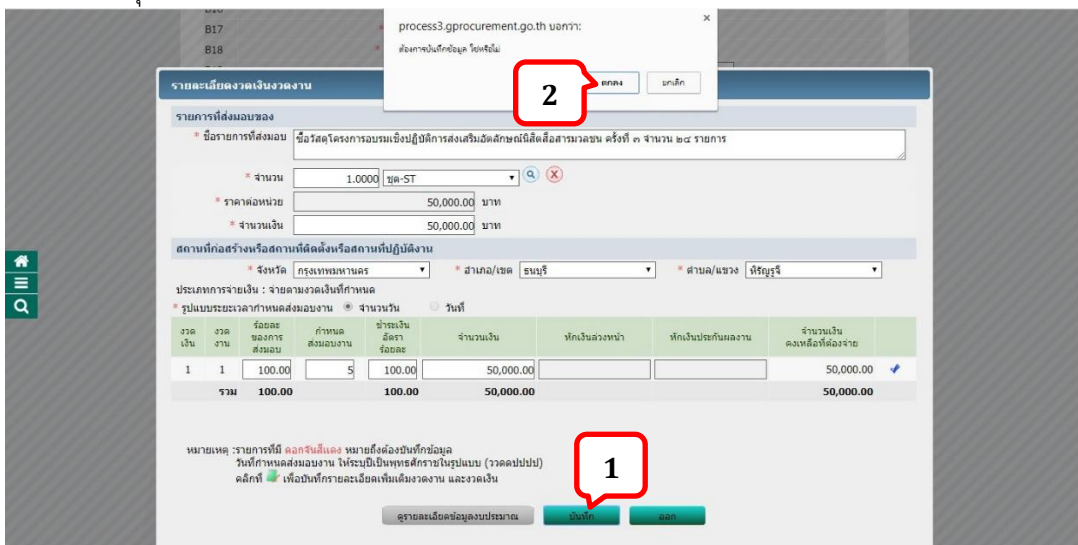 B17
B18
process3.gprocurement.go.th บอกว่า:
ต้องการบันทึกข้อมูล ใช่หรือไม่
ตกลง ยกเลิก
2
รายละเอียดงวดเงินงวดงาน
รายการที่ส่งมอบของ
* ชื่อรายการที่ส่งมอบ ซื้อวัสดุโครงการอบรมเชิงปฏิบัติการส่งเสริมอัตลักษณ์นิสิตสื่อสารมวลชน ครั้งที่ ๓ จำนวน ๒๔ รายการ
* จำนวน 1.0000 ชุด-ST
* ราคาต่อหน่วย 50,000.00 บาท
* จำนวนเงิน 50,000.00 บาท
สถานที่ก่อสร้างหรือสถานที่ติดตั้งหรือสถานที่ปฏิบัติงาน
* จังหวัด กรุงเทพมหานคร * อำเภอ/เขต ธนบุรี * ตำบล/แขวง หิรัญรูจี
ประเภทการจ่ายเงิน : จ่ายตามงวดเงินที่กำหนด
* รูปแบบระยะเวลากำหนดส่งมอบงาน จำนวนวัน วันที่
งวดเงิน งวดงาน ร้อยละของการส่งมอบ กำหนดส่งมอบงาน ชำระเงินอัตราร้อยละ จำนวนเงิน หักเงินล่วงหน้า หักเงินประกันผลงาน จำนวนเงินคงเหลือที่ต้องจ่าย
1 1 100.00 5 100.00 50,000.00 50,000.00
รวม 100.00 100.00 50,000.00 50,000.00
หมายเหตุ :รายการที่มี ดอกจันสีแดง หมายถึงต้องบันทึกข้อมูล
วันที่กำหนดส่งมอบงาน ให้ระบุปีเป็นพุทธศักราชในรูปแบบ (ววดดปปปป)
คลิกที่ เพื่อบันทึกรายละเอียดเพิ่มเติมงวดงาน และงวดเงิน
1
ดูรายละเอียดข้อมูลงบประมาณ บันทึก ออก